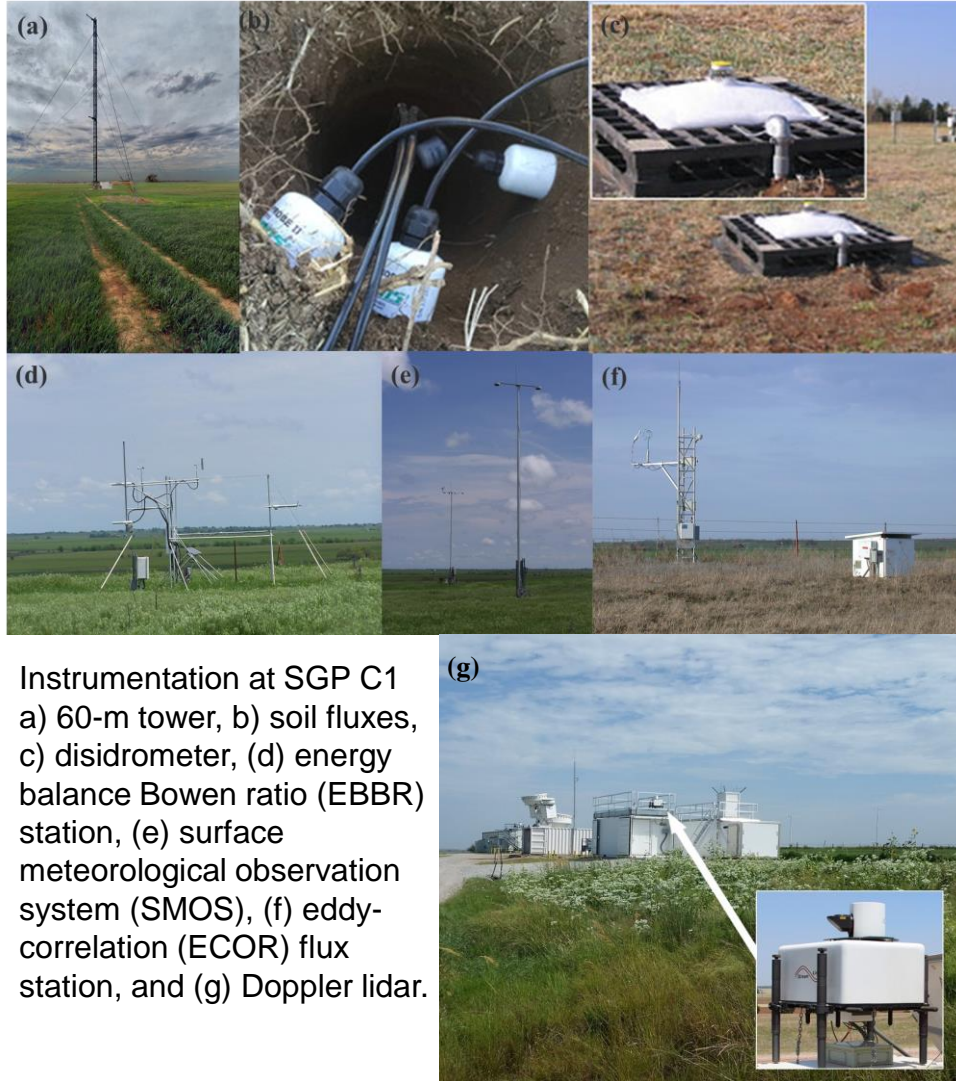 (a)
(b)
(c)
(d)
(e)
(f)
(g)
Instrumentation at SGP C1
a) 60-m tower, b) soil fluxes,
c) disidrometer, (d) energy
balance Bowen ratio (EBBR)
station, (e) surface
meteorological observation
system (SMOS), (f) eddy-
correlation (ECOR) flux
station, and (g) Doppler lidar.